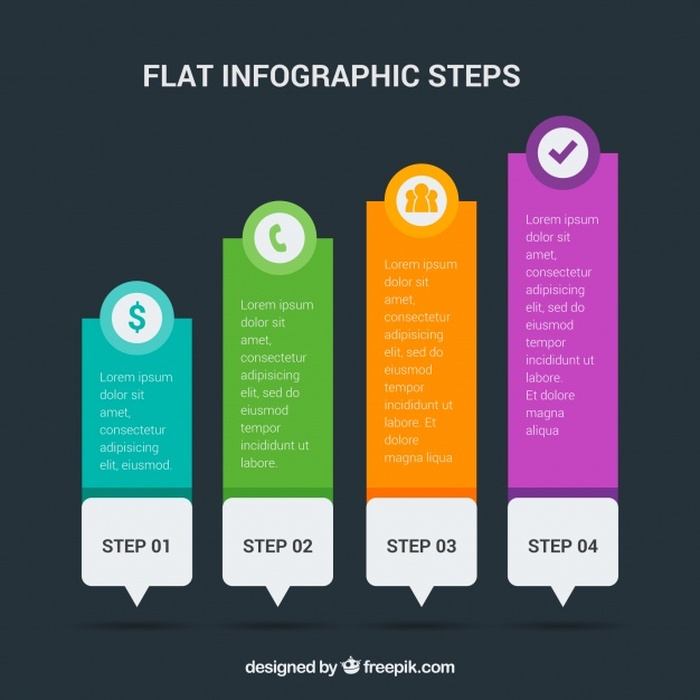 FLAT INFOGRAPHIC STEPS
$
Lorem ipsum
dolor sit
amet,
consectetur
adipisicing
elit, eiusmod.
STEP 01
Lorem ipsum
dolor sit
amet,
consectetur
adipisicing
elit, sed do
eiusmod
tempor
incididunt ut
labore.
STEP 02
Lorem ipsum
dolor sit
amet,
consectetur
adipisicing
elit, sed do
eiusmod
tempor
incididunt ut
labore. Et
dolore
magna liqua
STEP 03
Lorem ipsum
dolor sit
amet,
consectetur
adipisicing
elit, sed do
eiusmod
tempor
incididunt ut
labore.
Et dolore
magna
aliqua
STEP 04
designed by freepik.com